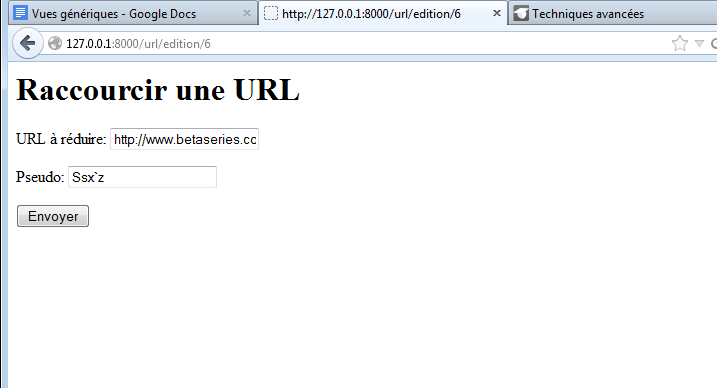 Vues génériques - Google Docs
http://127.0.0.1:8000/url/edition/6
Techniques avancées
127.0.0.1:8000/url/edition/6
Raccourcir une URL
URL à réduire: http://www.betaseries.cc
Pseudo: Ssx`z
Envoyer